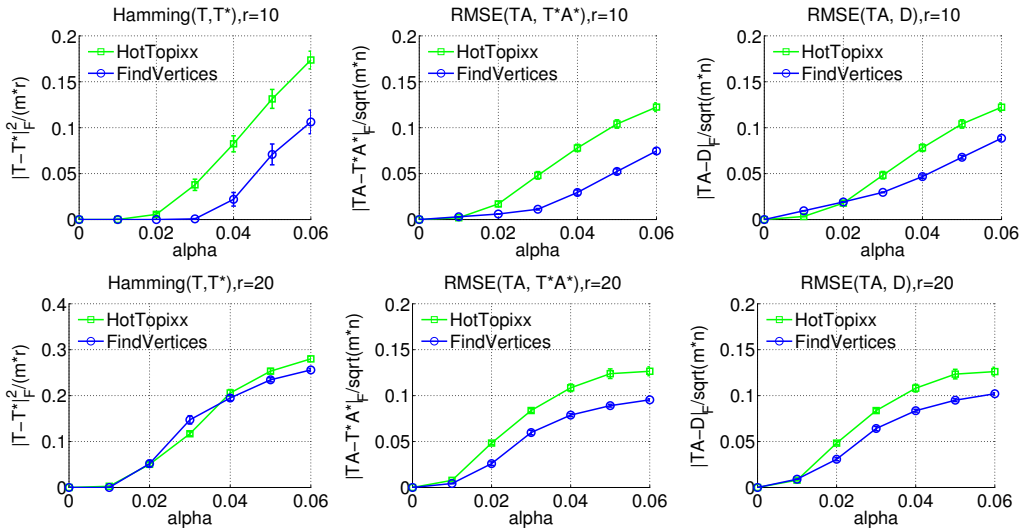 Hamming(T,T*),r=10
|T−T*|_F^2/(m*r)
0.2
0.15
0.1
0.05
0
HotTopixx
FindVertices
0 0.02 0.04 0.06
alpha
RMSE(TA, T*A*),r=10
|TA−T*A*|_F/sqrt(m*n)
0.2
0.15
0.1
0.05
0
HotTopixx
FindVertices
0 0.02 0.04 0.06
alpha
RMSE(TA, D),r=10
|TA−D|_F/sqrt(m*n)
0.2
0.15
0.1
0.05
0
HotTopixx
FindVertices
0 0.02 0.04 0.06
alpha
Hamming(T,T*),r=20
|T−T*|_F^2/(m*r)
0.4
0.3
0.2
0.1
0
HotTopixx
FindVertices
0 0.02 0.04 0.06
alpha
RMSE(TA, T*A*),r=20
|TA−T*A*|_F/sqrt(m*n)
0.2
0.15
0.1
0.05
0
HotTopixx
FindVertices
0 0.02 0.04 0.06
alpha
RMSE(TA, D),r=20
|TA−D|_F/sqrt(m*n)
0.2
0.15
0.1
0.05
0
HotTopixx
FindVertices
0 0.02 0.04 0.06
alpha